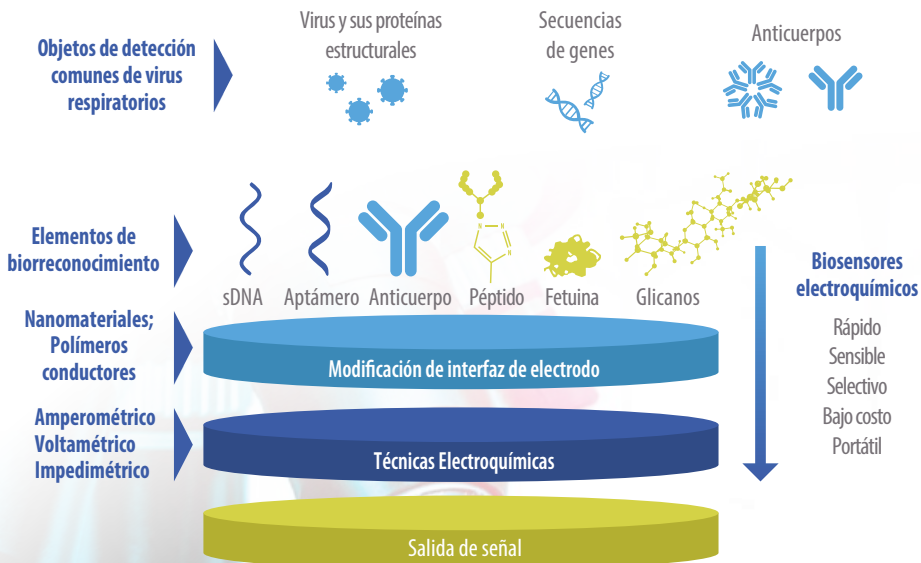 Objetos de detección
comunes de virus
respiratorios
Virus y sus proteínas
estructurales
Secuencias
de genes
Anticuerpos
Elementos de
biorreconocimiento
sDNA
Aptámero
Anticuerpo
Péptido
Fetuina
Glicanos
N
N
N
Nanomateriales;
Polímeros
conductores
Modificación de interfaz de electrodo
Amperométrico
Voltamétrico
Impedimétrico
Técnicas Electroquímicas
Salida de señal
Biosensores
electroquímicos
Rápido
Sensible
Selectivo
Bajo costo
Portátil